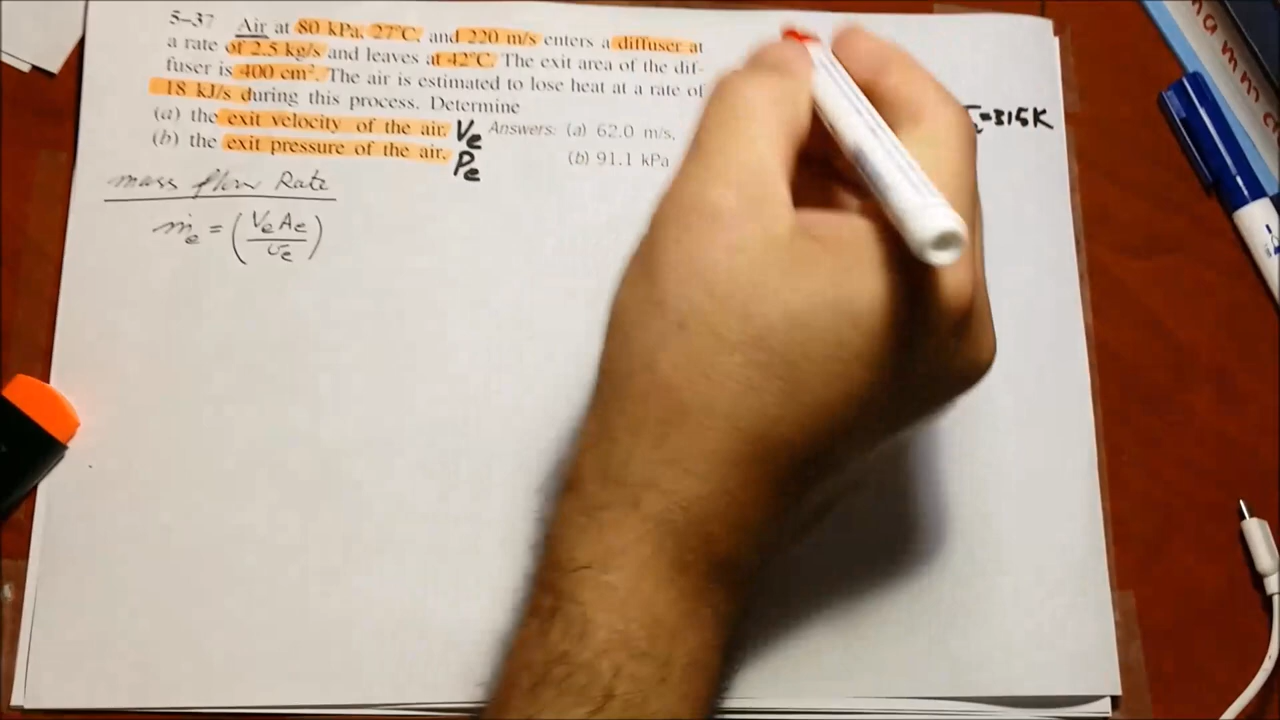 5–37 Air at 80 kPa, 27°C, and 220 m/s enters a diffuser at
a rate of 2.5 kg/s and leaves at 42°C. The exit area of the dif-
fuser is 400 cm². The air is estimated to lose heat at a rate of
18 kJ/s during this process. Determine
(a) the exit velocity of the air. Ve Answers: (a) 62.0 m/s,
(b) the exit pressure of the air. Pe (b) 91.1 kPa
=315K
mass flow Rate
ṁe = (VeAe/ve)